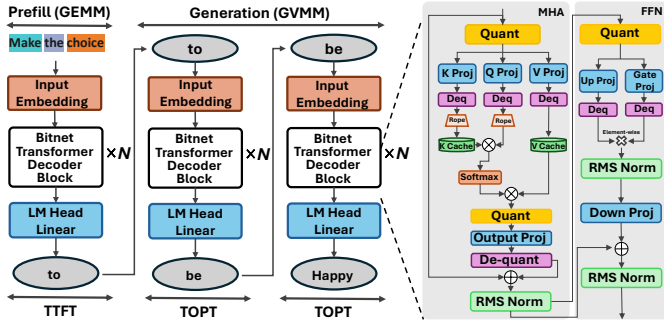 Prefill (GEMM)
Generation (GVMM)
Make the choice
to
be
Input
Embedding
Input
Embedding
Input
Embedding
Bitnet
Transformer
Decoder
Block
×N
Bitnet
Transformer
Decoder
Block
×N
Bitnet
Transformer
Decoder
Block
×N
LM Head
Linear
LM Head
Linear
LM Head
Linear
to
be
Happy
TTFT
TOPT
TOPT
MHA
Quant
K Proj
Q Proj
V Proj
Deq
Deq
Deq
Rope
Rope
K Cache
V Cache
Softmax
Quant
Output Proj
De-quant
RMS Norm
FFN
Quant
Up Proj
Gate
Proj
Deq
Deq
Element-wise
RMS Norm
Down Proj
RMS Norm